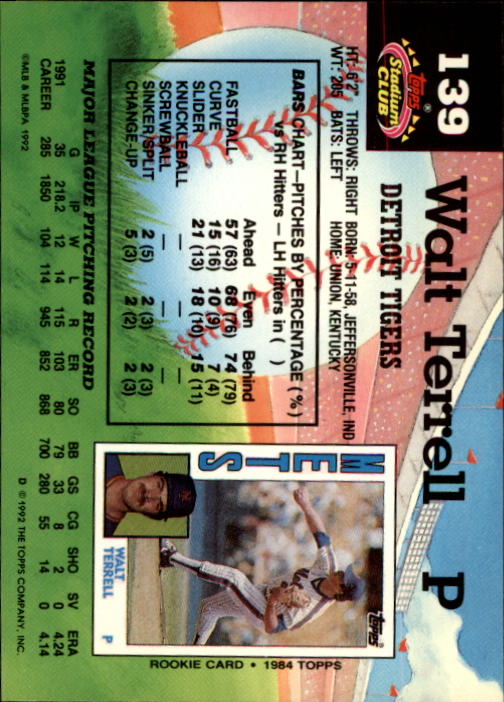 139
Walt Terrell P
TOPPS®
Stadium
CLUB
DETROIT TIGERS
HT: 6'2" THROWS: RIGHT BORN: 5-11-58, JEFFERSONVILLE, IND
WT: 205 BATS: LEFT HOME: UNION, KENTUCKY
BARS CHART—PITCHES BY PERCENTAGE (%)
vs RH Hitters — LH Hitters in ( )
Ahead Even Behind
FASTBALL 57 (63) 68 (76) 74 (79)
CURVE 15 (16) 10 (9) 7 (4)
SLIDER 21 (13) 18 (10) 15 (11)
KNUCKLEBALL — — —
SCREWBALL — — —
SINKER/SPLIT 2 (5) 2 (3) 2 (3)
CHANGE-UP 5 (3) 2 (2) 2 (3)
METS
TOPPS
WALT
TERRELL P
ROOKIE CARD • 1984 TOPPS
MAJOR LEAGUE PITCHING RECORD
G IP W L R ER SO BB GS CG SHO SV ERA
1991 35 218.2 12 14 115 103 80 79 33 8 2 0 4.24
CAREER 285 1850 104 114 945 852 868 700 280 55 14 0 4.14
©MLB & MLBPA 1992 D ©1992 THE TOPPS COMPANY, INC.